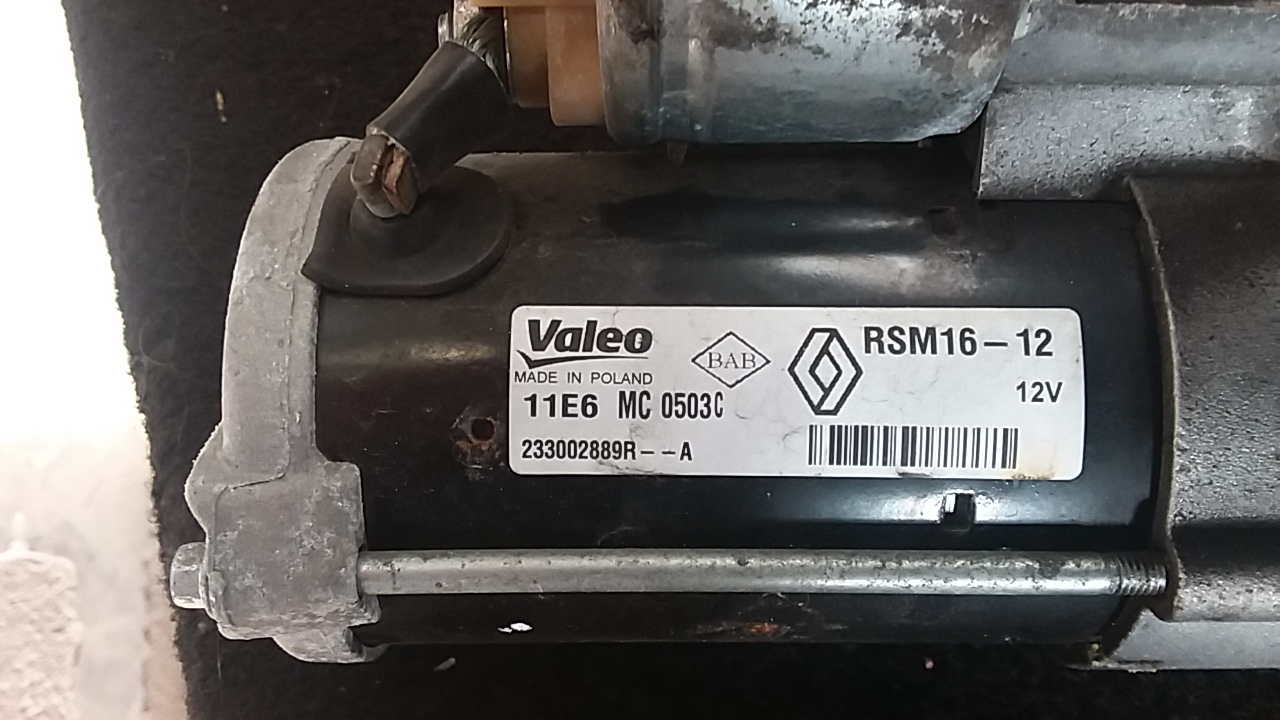 Valeo
MADE IN POLAND
BAB
RSM16-12
12V
11E6 MC 0503C
233002889R--A